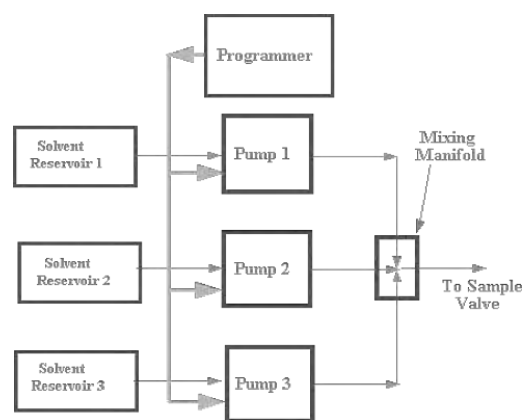 Programmer
Solvent
Reservoir 1
Pump 1
Mixing
Manifold
Solvent
Reservoir 2
Pump 2
To Sample
Valve
Solvent
Reservoir 3
Pump 3